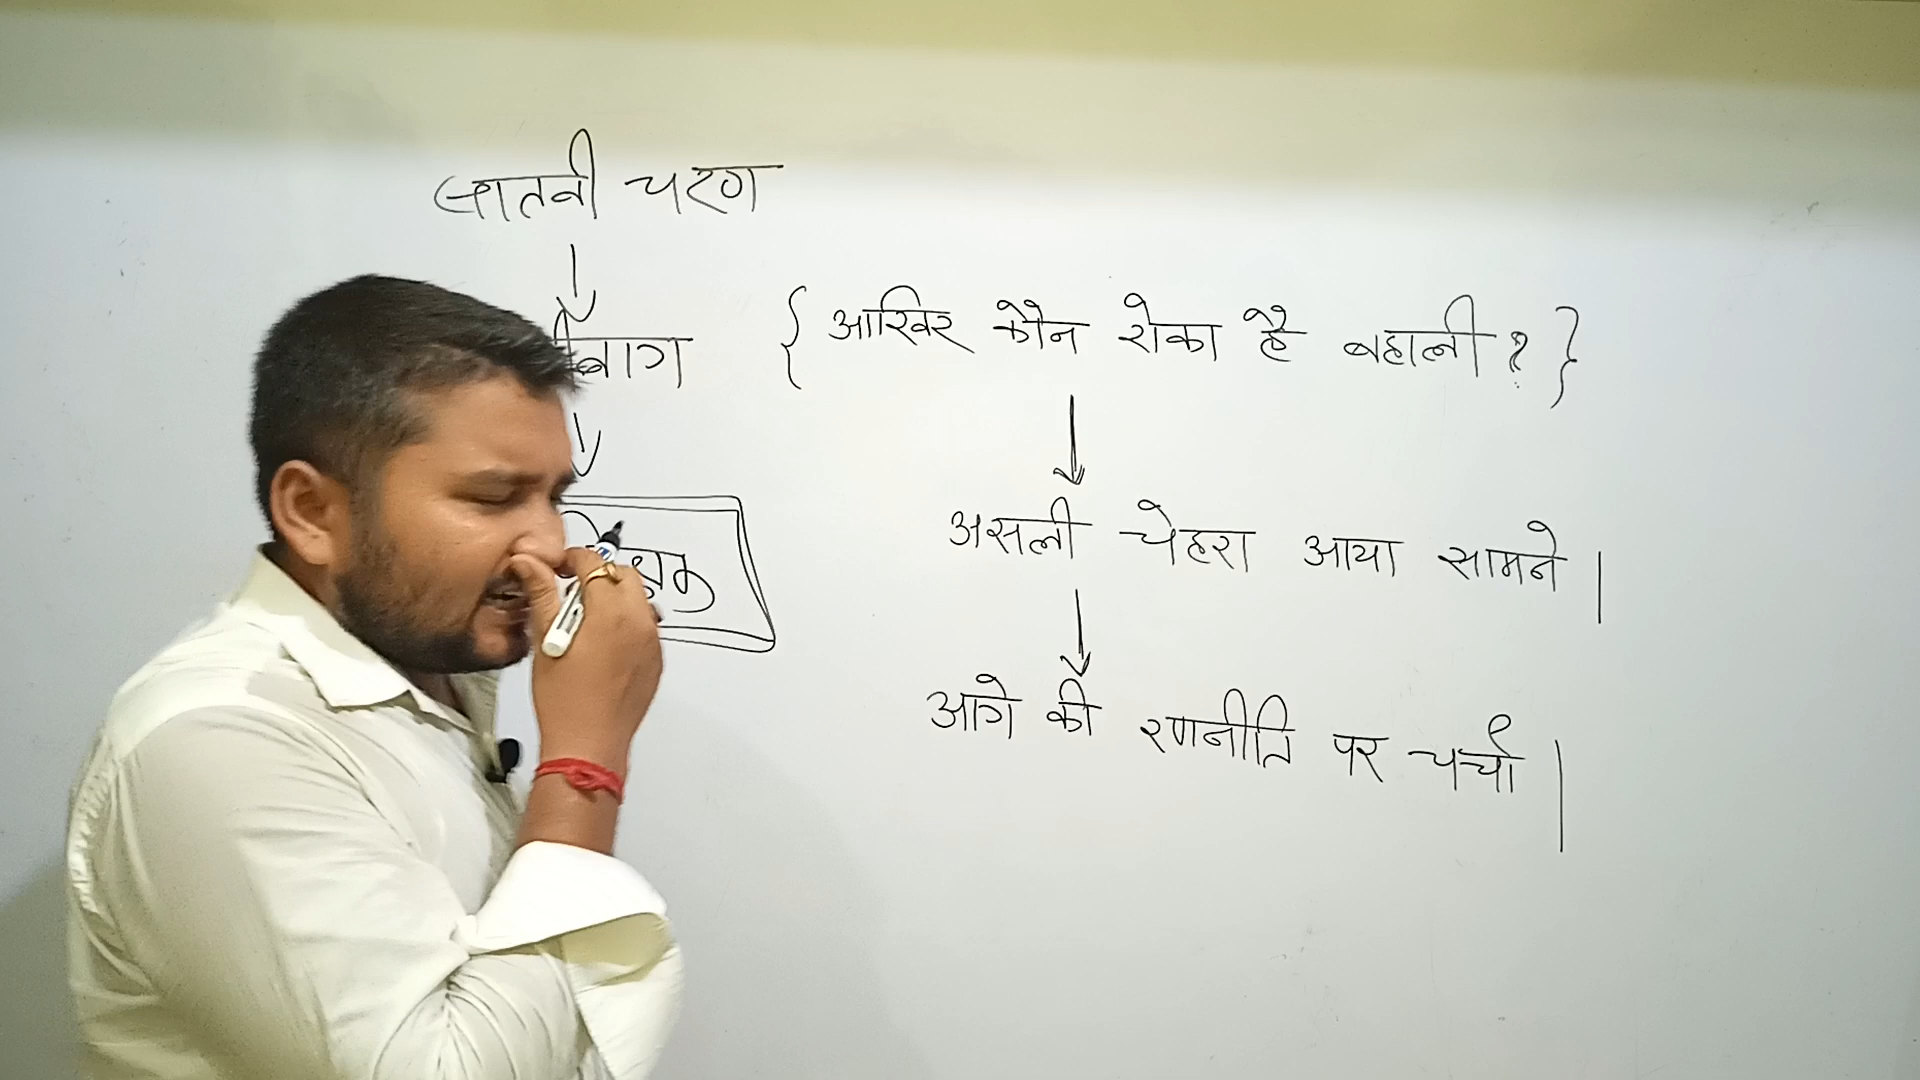 सातवी चरण
{ आखिर कौन रोका है बहाली ? }
असली चेहरा आया सामने |
आगे की रणनीति पर चर्चा |